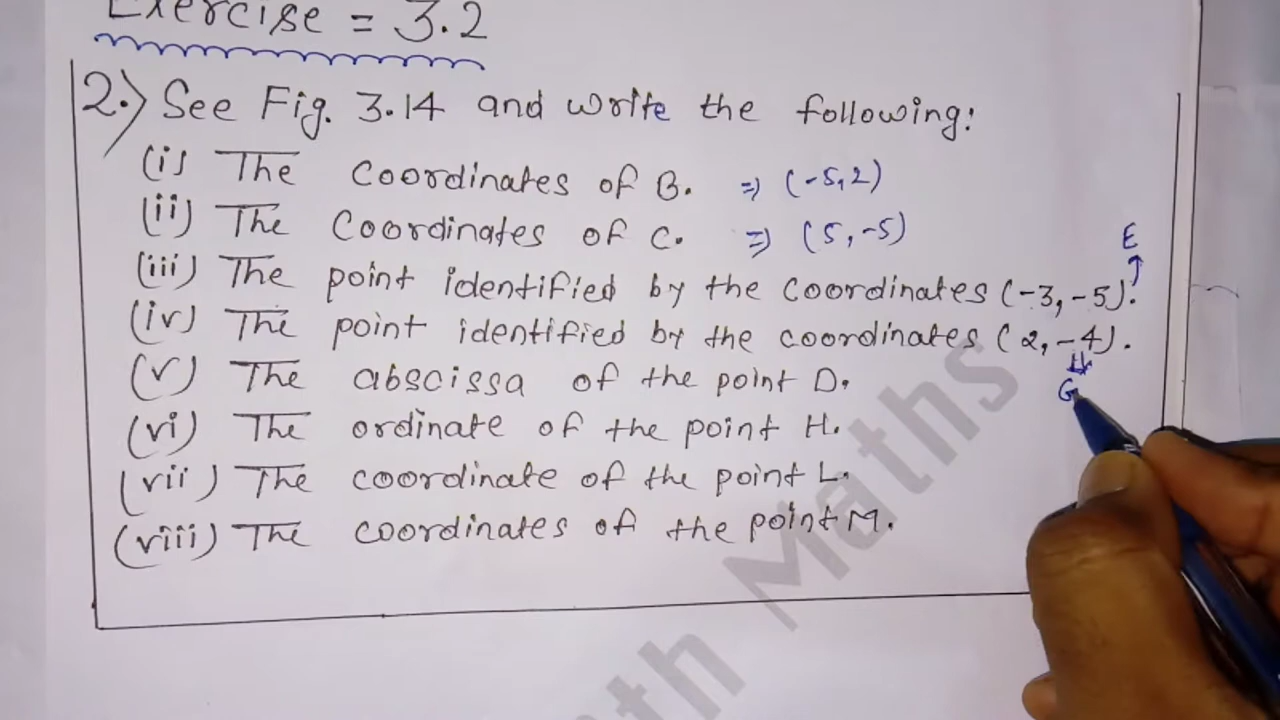 Exercise = 3.2
2.) See Fig. 3.14 and write the following:
(i) The coordinates of B. => (-5,2)
(ii) The coordinates of C. => (5,-5)
E
(iii) The point identified by the coordinates (-3,-5).
(iv) The point identified by the coordinates (2,-4).
G
(v) The abscissa of the point D.
(vi) The ordinate of the point H.
(vii) The coordinate of the point L.
(viii) The coordinates of the point M.
Maths